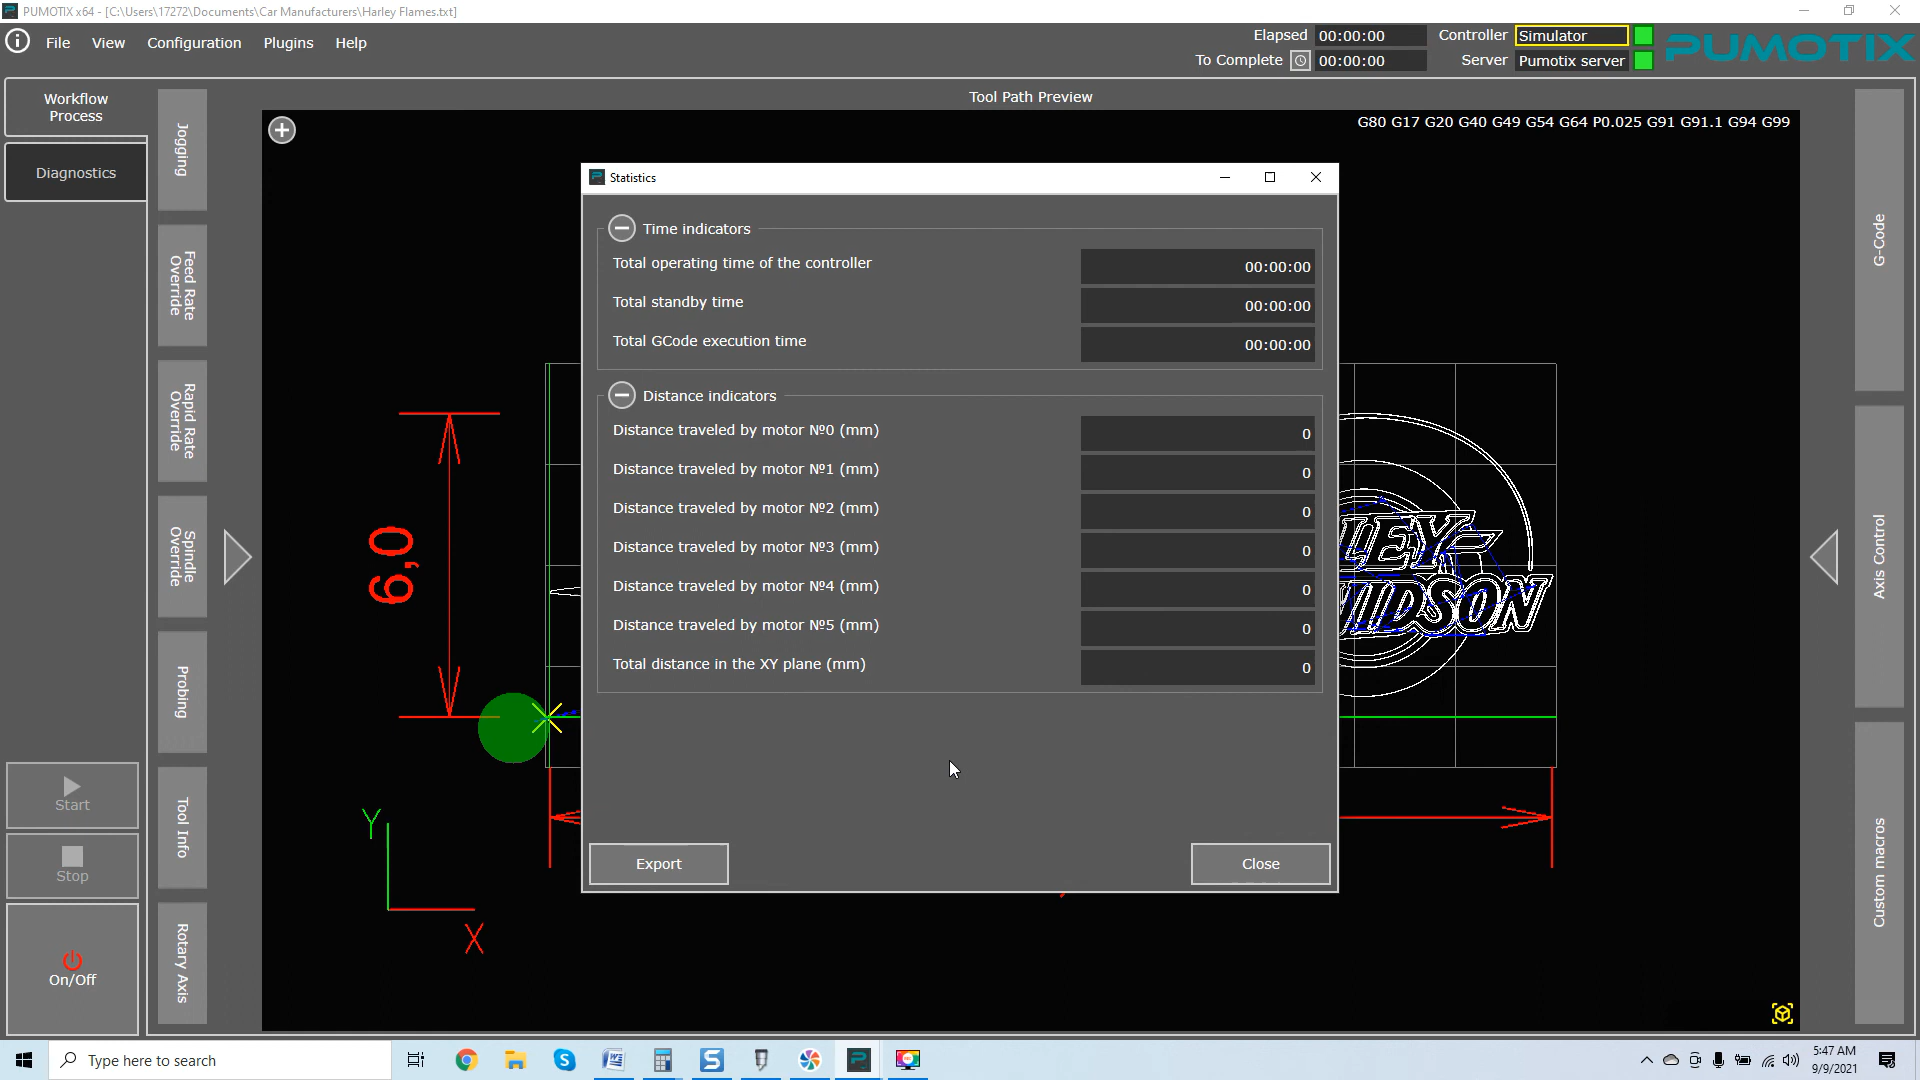 PUMOTIX x64 - [C:\Users\17272\Documents\Car Manufacturers\Harley Flames.txt]
File View Configuration Plugins Help
Elapsed 00:00:00 Controller Simulator
To Complete 00:00:00 Server Pumotix server
PUMOTIX
Workflow
Process
Diagnostics
Jogging
Feed Rate
Override
Rapid Rate
Override
Spindle
Override
Probing
Tool Info
Rotary Axis
Start
Stop
On/Off
Tool Path Preview
G80 G17 G20 G40 G49 G54 G64 P0.025 G91 G91.1 G94 G99
6,0
Y
X
Statistics
Time indicators
Total operating time of the controller 00:00:00
Total standby time 00:00:00
Total GCode execution time 00:00:00
Distance indicators
Distance traveled by motor №0 (mm) 0
Distance traveled by motor №1 (mm) 0
Distance traveled by motor №2 (mm) 0
Distance traveled by motor №3 (mm) 0
Distance traveled by motor №4 (mm) 0
Distance traveled by motor №5 (mm) 0
Total distance in the XY plane (mm) 0
Export Close
LEY-
VIDSON
G-Code
Axis Control
Custom macros
Type here to search
5:47 AM
9/9/2021